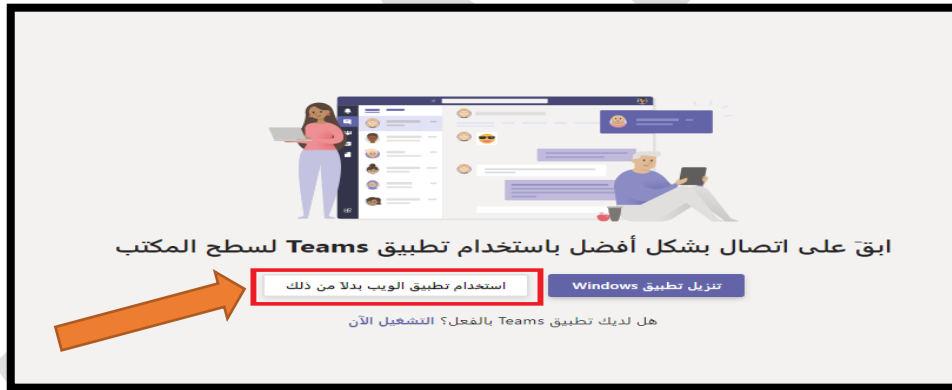 ابقَ على اتصال بشكل أفضل باستخدام تطبيق Teams لسطح المكتب
تنزيل تطبيق Windows
استخدام تطبيق الويب بدلاً من ذلك
هل لديك تطبيق Teams بالفعل؟ التشغيل الآن